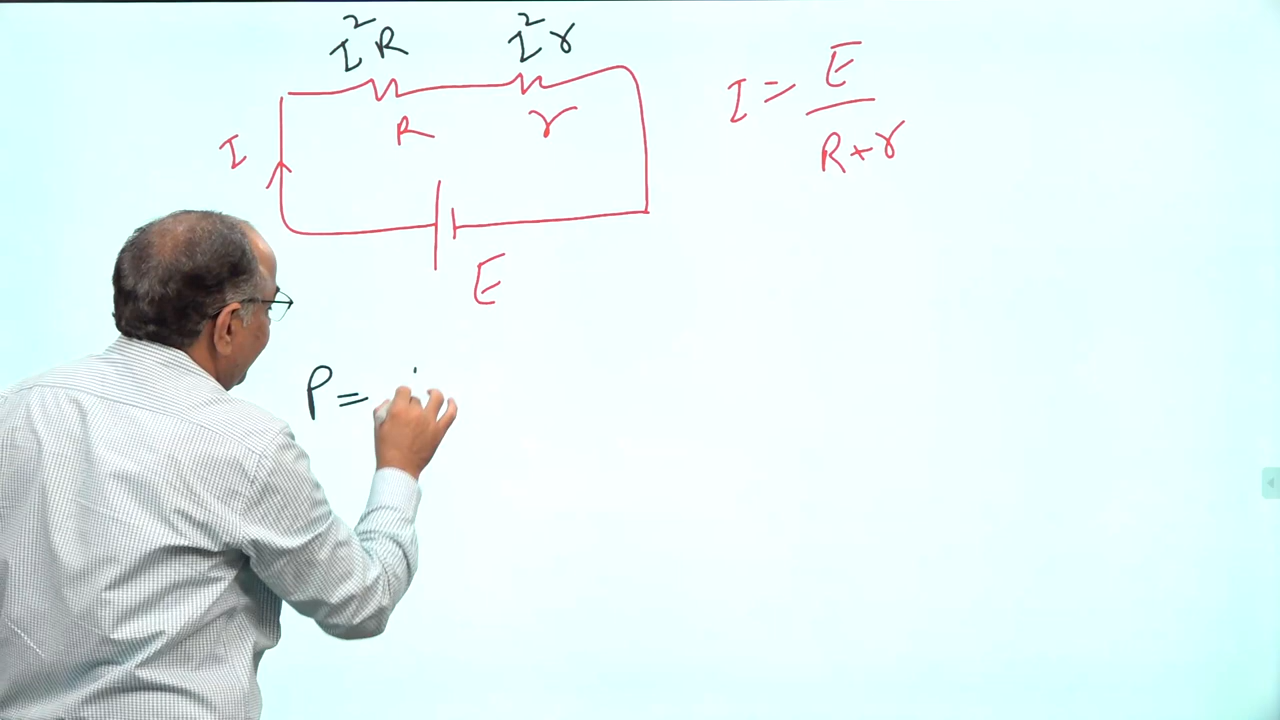 I²R I²r
R r
I
E
I = E / (R + r)
P =